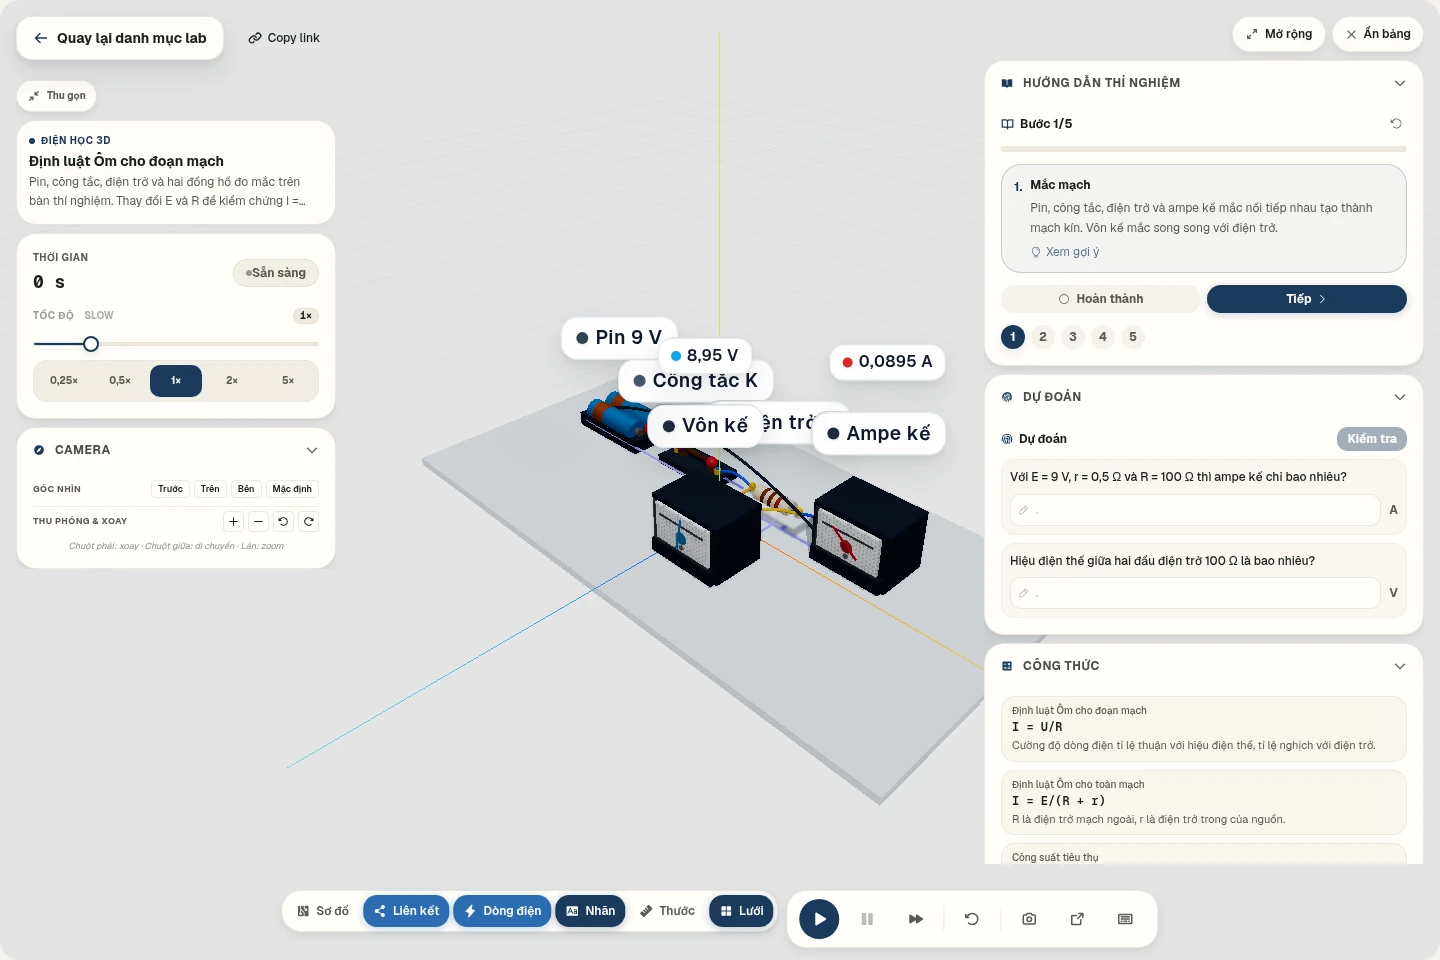 Quay lại danh mục lab
Copy link
Thu gọn
ĐIỆN HỌC 3D
Định luật Ôm cho đoạn mạch
Pin, công tắc, điện trở và hai đồng hồ đo mắc trên
bàn thí nghiệm. Thay đổi E và R để kiểm chứng I =...
THỜI GIAN
0 s
Sẵn sàng
TỐC ĐỘ SLOW
1×
0,25× 0,5× 1× 2× 5×
CAMERA
GÓC NHÌN
Trước Trên Bên Mặc định
THU PHÓNG & XOAY
Chuột phải: xoay · Chuột giữa: di chuyển · Lăn: zoom
Pin 9 V
8,95 V
Công tắc K
0,0895 A
Vôn kế
ện trở
Ampe kế
Mở rộng
Ẩn bảng
HƯỚNG DẪN THÍ NGHIỆM
Bước 1/5
1. Mắc mạch
Pin, công tắc, điện trở và ampe kế mắc nối tiếp nhau tạo thành
mạch kín. Vôn kế mắc song song với điện trở.
Xem gợi ý
Hoàn thành
Tiếp
1 2 3 4 5
DỰ ĐOÁN
Dự đoán
Kiểm tra
Với E = 9 V, r = 0,5 Ω và R = 100 Ω thì ampe kế chỉ bao nhiêu?
.
A
Hiệu điện thế giữa hai đầu điện trở 100 Ω là bao nhiêu?
.
V
CÔNG THỨC
Định luật Ôm cho đoạn mạch
I = U/R
Cường độ dòng điện tỉ lệ thuận với hiệu điện thế, tỉ lệ nghịch với điện trở.
Định luật Ôm cho toàn mạch
I = E/(R + r)
R là điện trở mạch ngoài, r là điện trở trong của nguồn.
Công suất tiêu thụ
Sơ đồ
Liên kết
Dòng điện
Aa Nhãn
Thước
Lưới